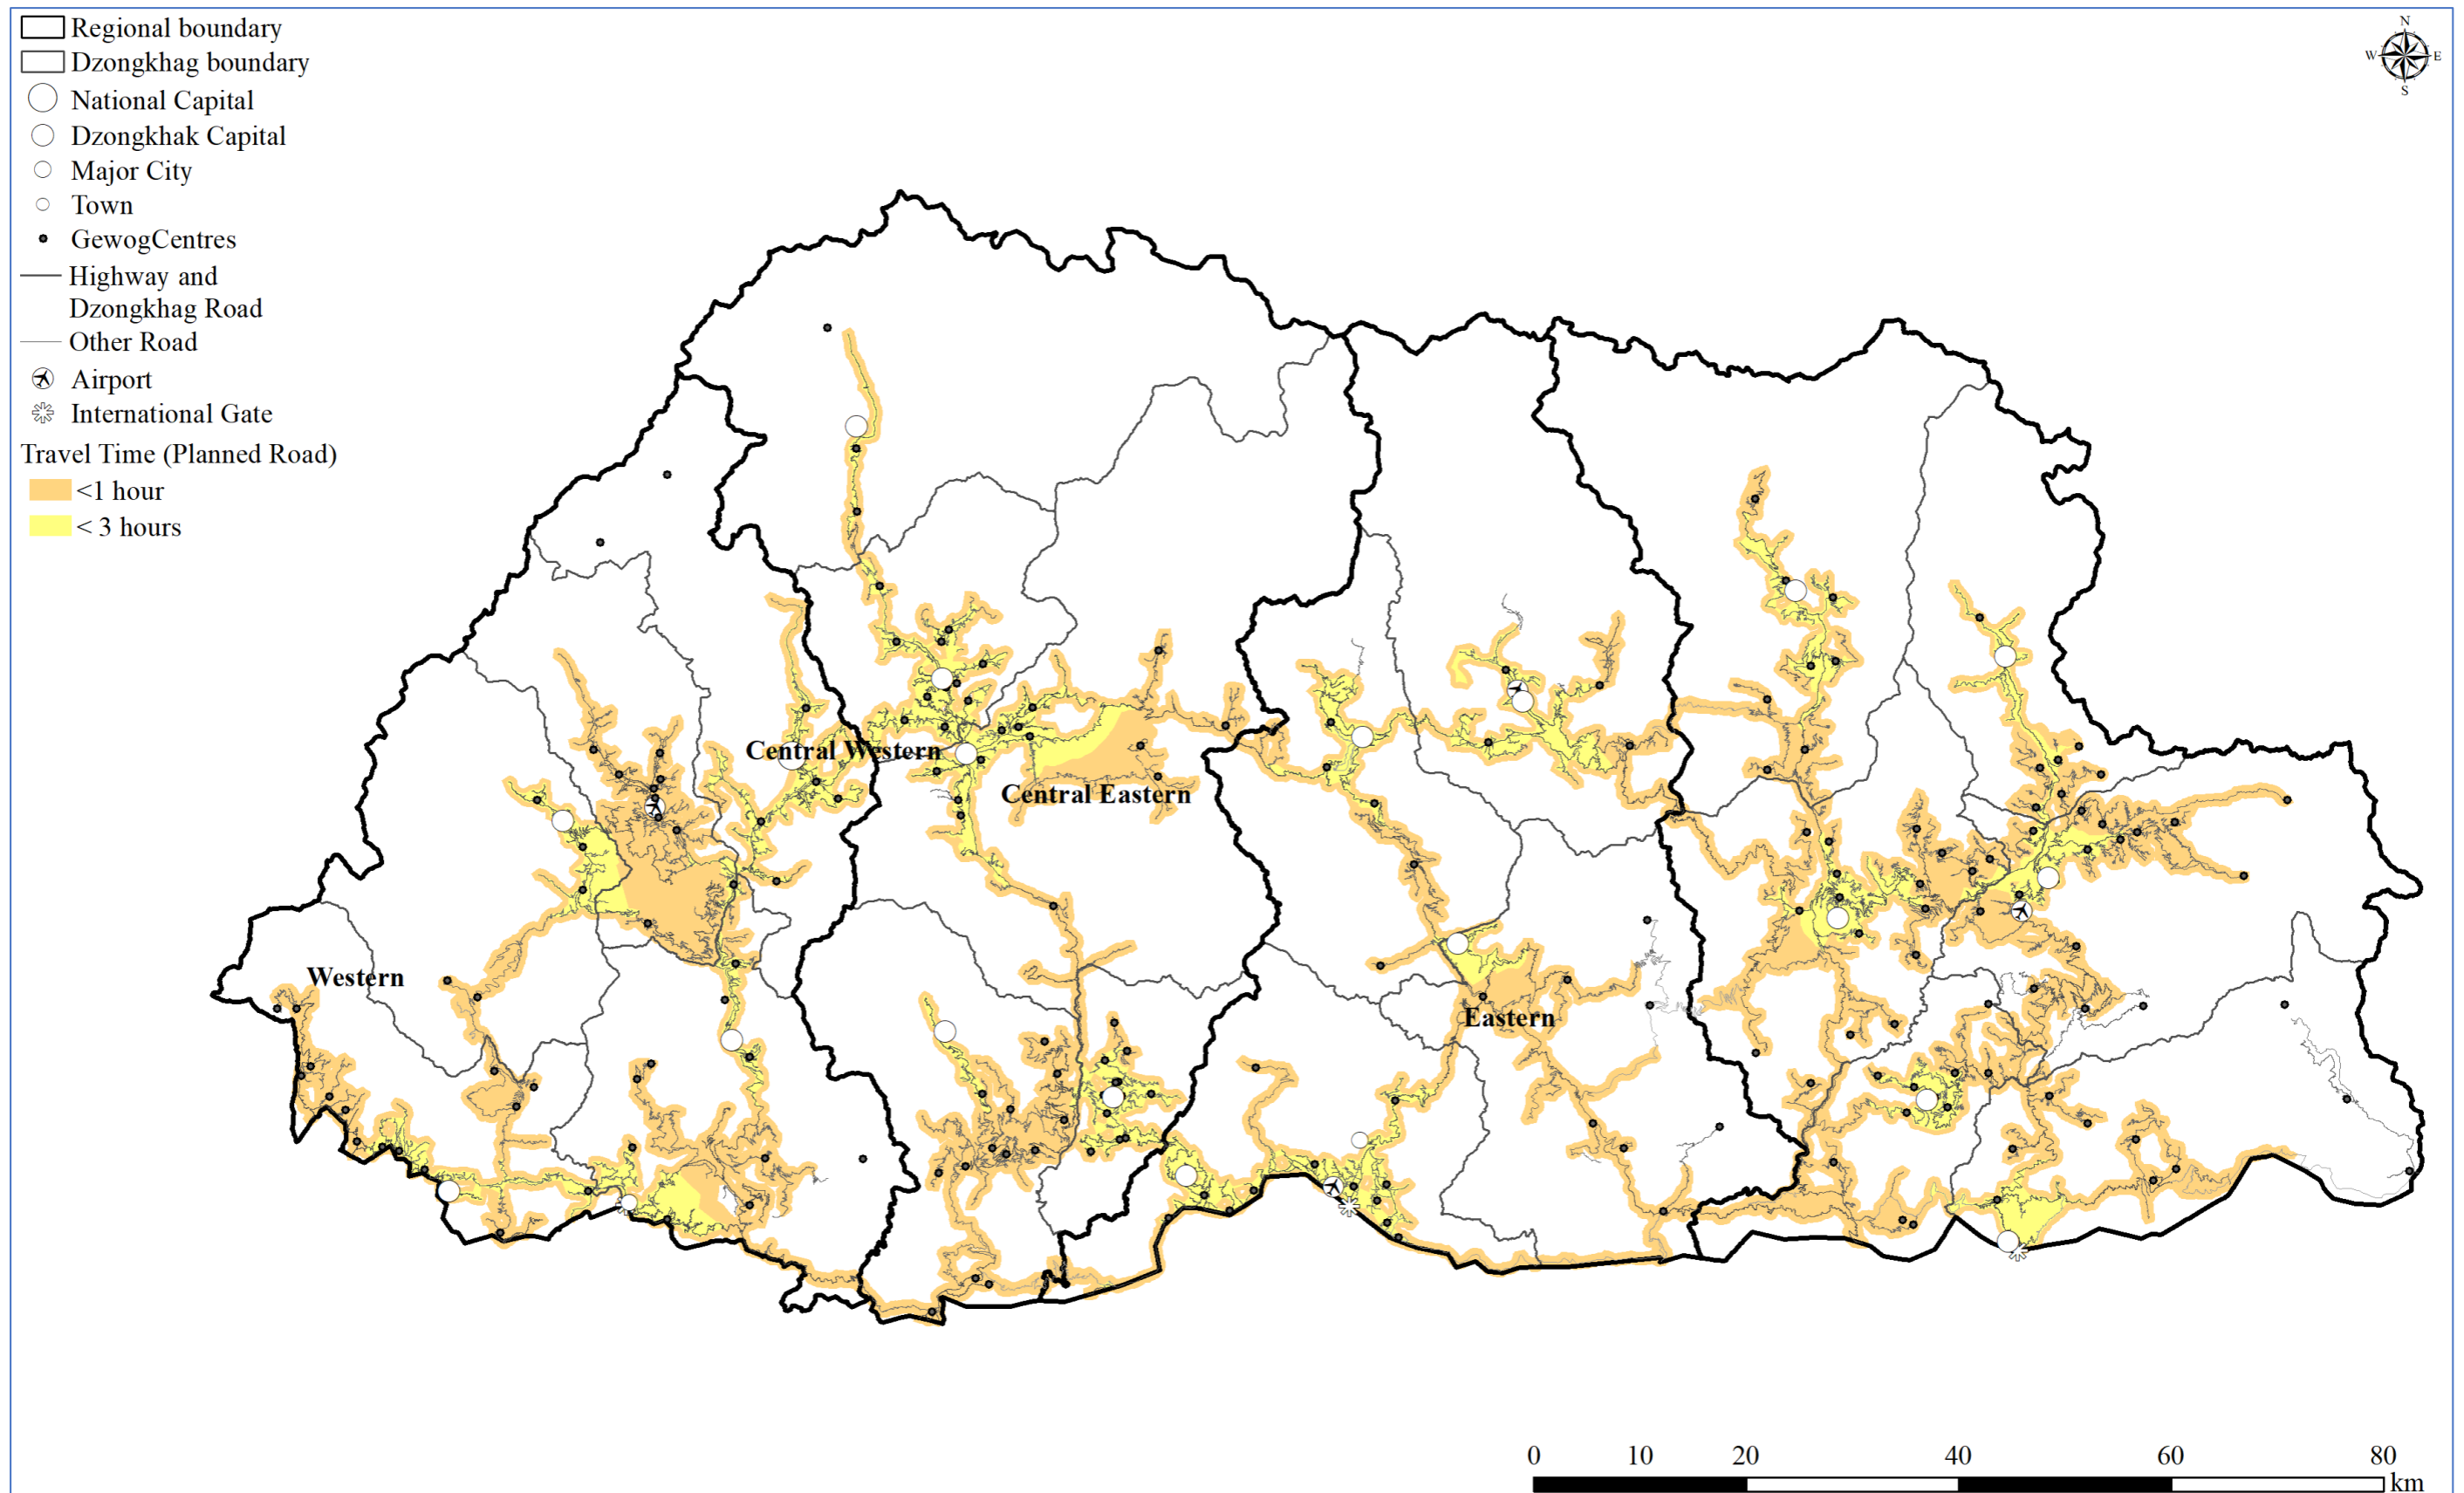 Regional boundary
Dzongkhag boundary
National Capital
Dzongkhak Capital
Major City
Town
GewogCentres
Highway and
Dzongkhag Road
Other Road
Airport
International Gate
Travel Time (Planned Road)
<1 hour
< 3 hours
N
W E
S
Central Western
Central Eastern
Western
Eastern
0 10 20 40 60 80
km